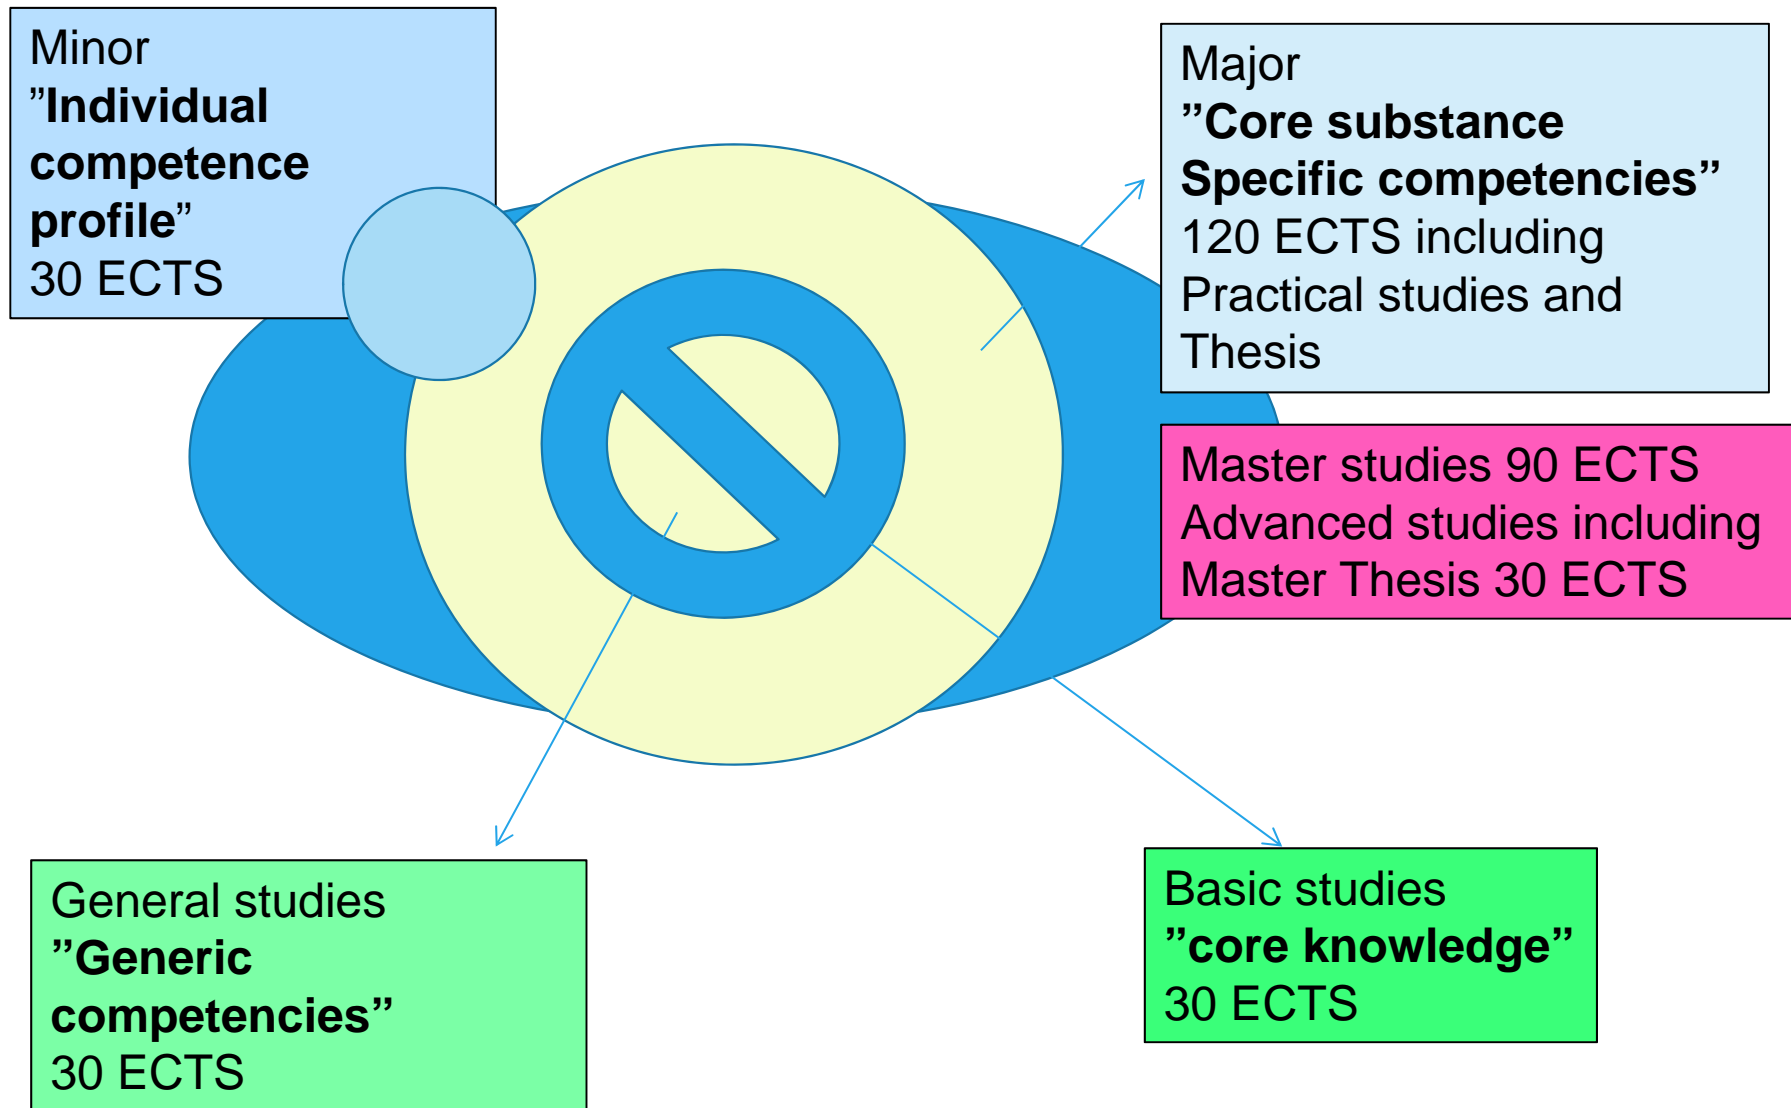 Minor
”Individual
competence
profile”
30 ECTS
Major
”Core substance
Specific competencies”
120 ECTS including
Practical studies and
Thesis
Master studies 90 ECTS
Advanced studies including
Master Thesis 30 ECTS
General studies
”Generic
competencies”
30 ECTS
Basic studies
”core knowledge”
30 ECTS